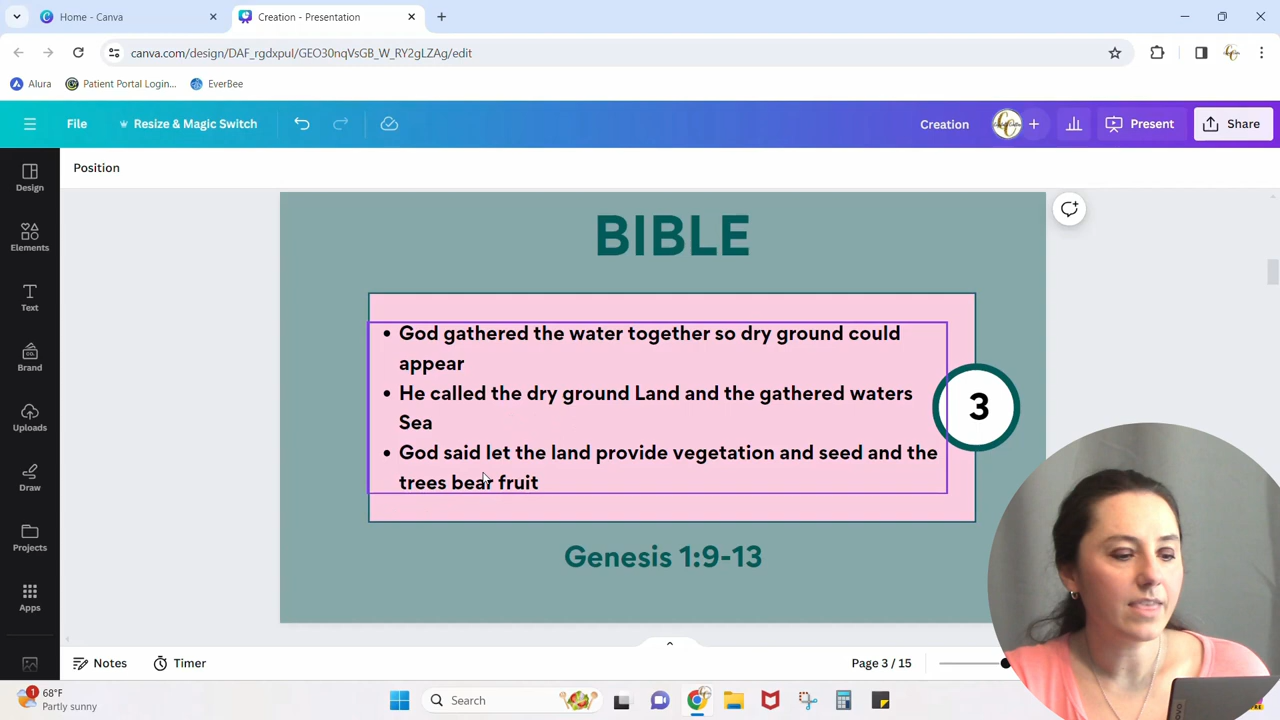 Home - Canva
Creation - Presentation
canva.com/design/DAF_rgdxpuI/GEO30nqVsGB_W_RY2gLZAg/edit
Alura
Patient Portal Login...
EverBee
File
Resize & Magic Switch
Creation
Present
Share
Position
Design
Elements
Text
Brand
Uploads
Draw
Projects
Apps
BIBLE
• God gathered the water together so dry ground could
appear
• He called the dry ground Land and the gathered waters
Sea
• God said let the land provide vegetation and seed and the
trees bear fruit
3
Genesis 1:9-13
Notes
Timer
Page 3 / 15
1
68°F
Partly sunny
Search